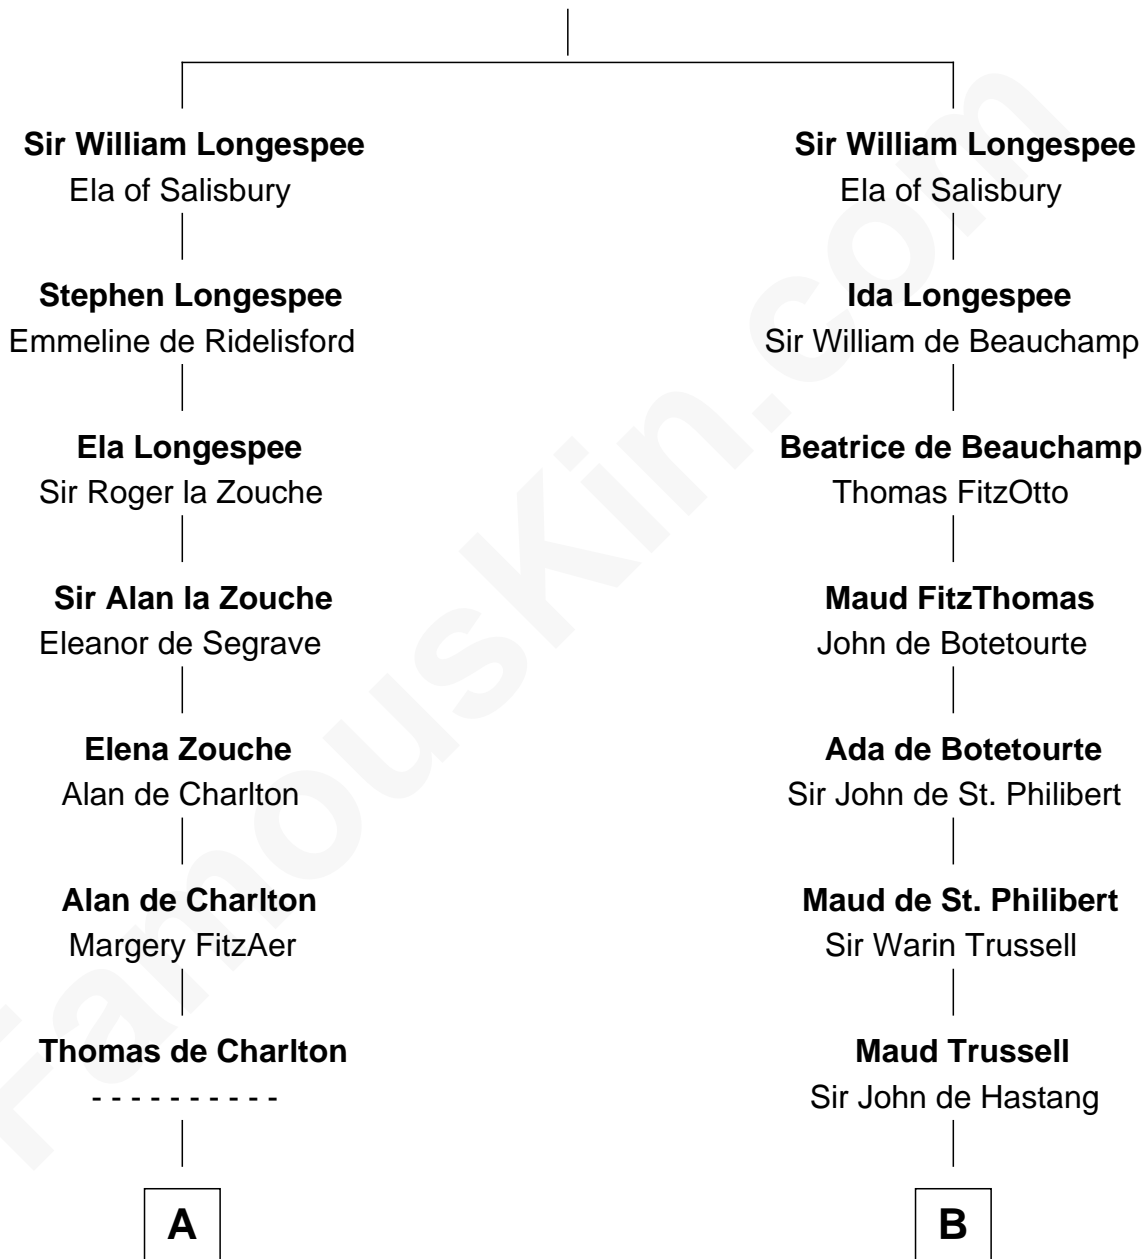 Sir William Longespee
Ela of Salisbury
Stephen Longespee
Emmeline de Ridelisford
Ela Longespee
Sir Roger la Zouche
Sir Alan la Zouche
Eleanor de Segrave
Elena Zouche
Alan de Charlton
Alan de Charlton
Margery FitzAer
Thomas de Charlton
- - - - - - - - - -
A
Sir William Longespee
Ela of Salisbury
Ida Longespee
Sir William de Beauchamp
Beatrice de Beauchamp
Thomas FitzOtto
Maud FitzThomas
John de Botetourte
Ada de Botetourte
Sir John de St. Philibert
Maud de St. Philibert
Sir Warin Trussell
Maud Trussell
Sir John de Hastang
B
FamousKin.com